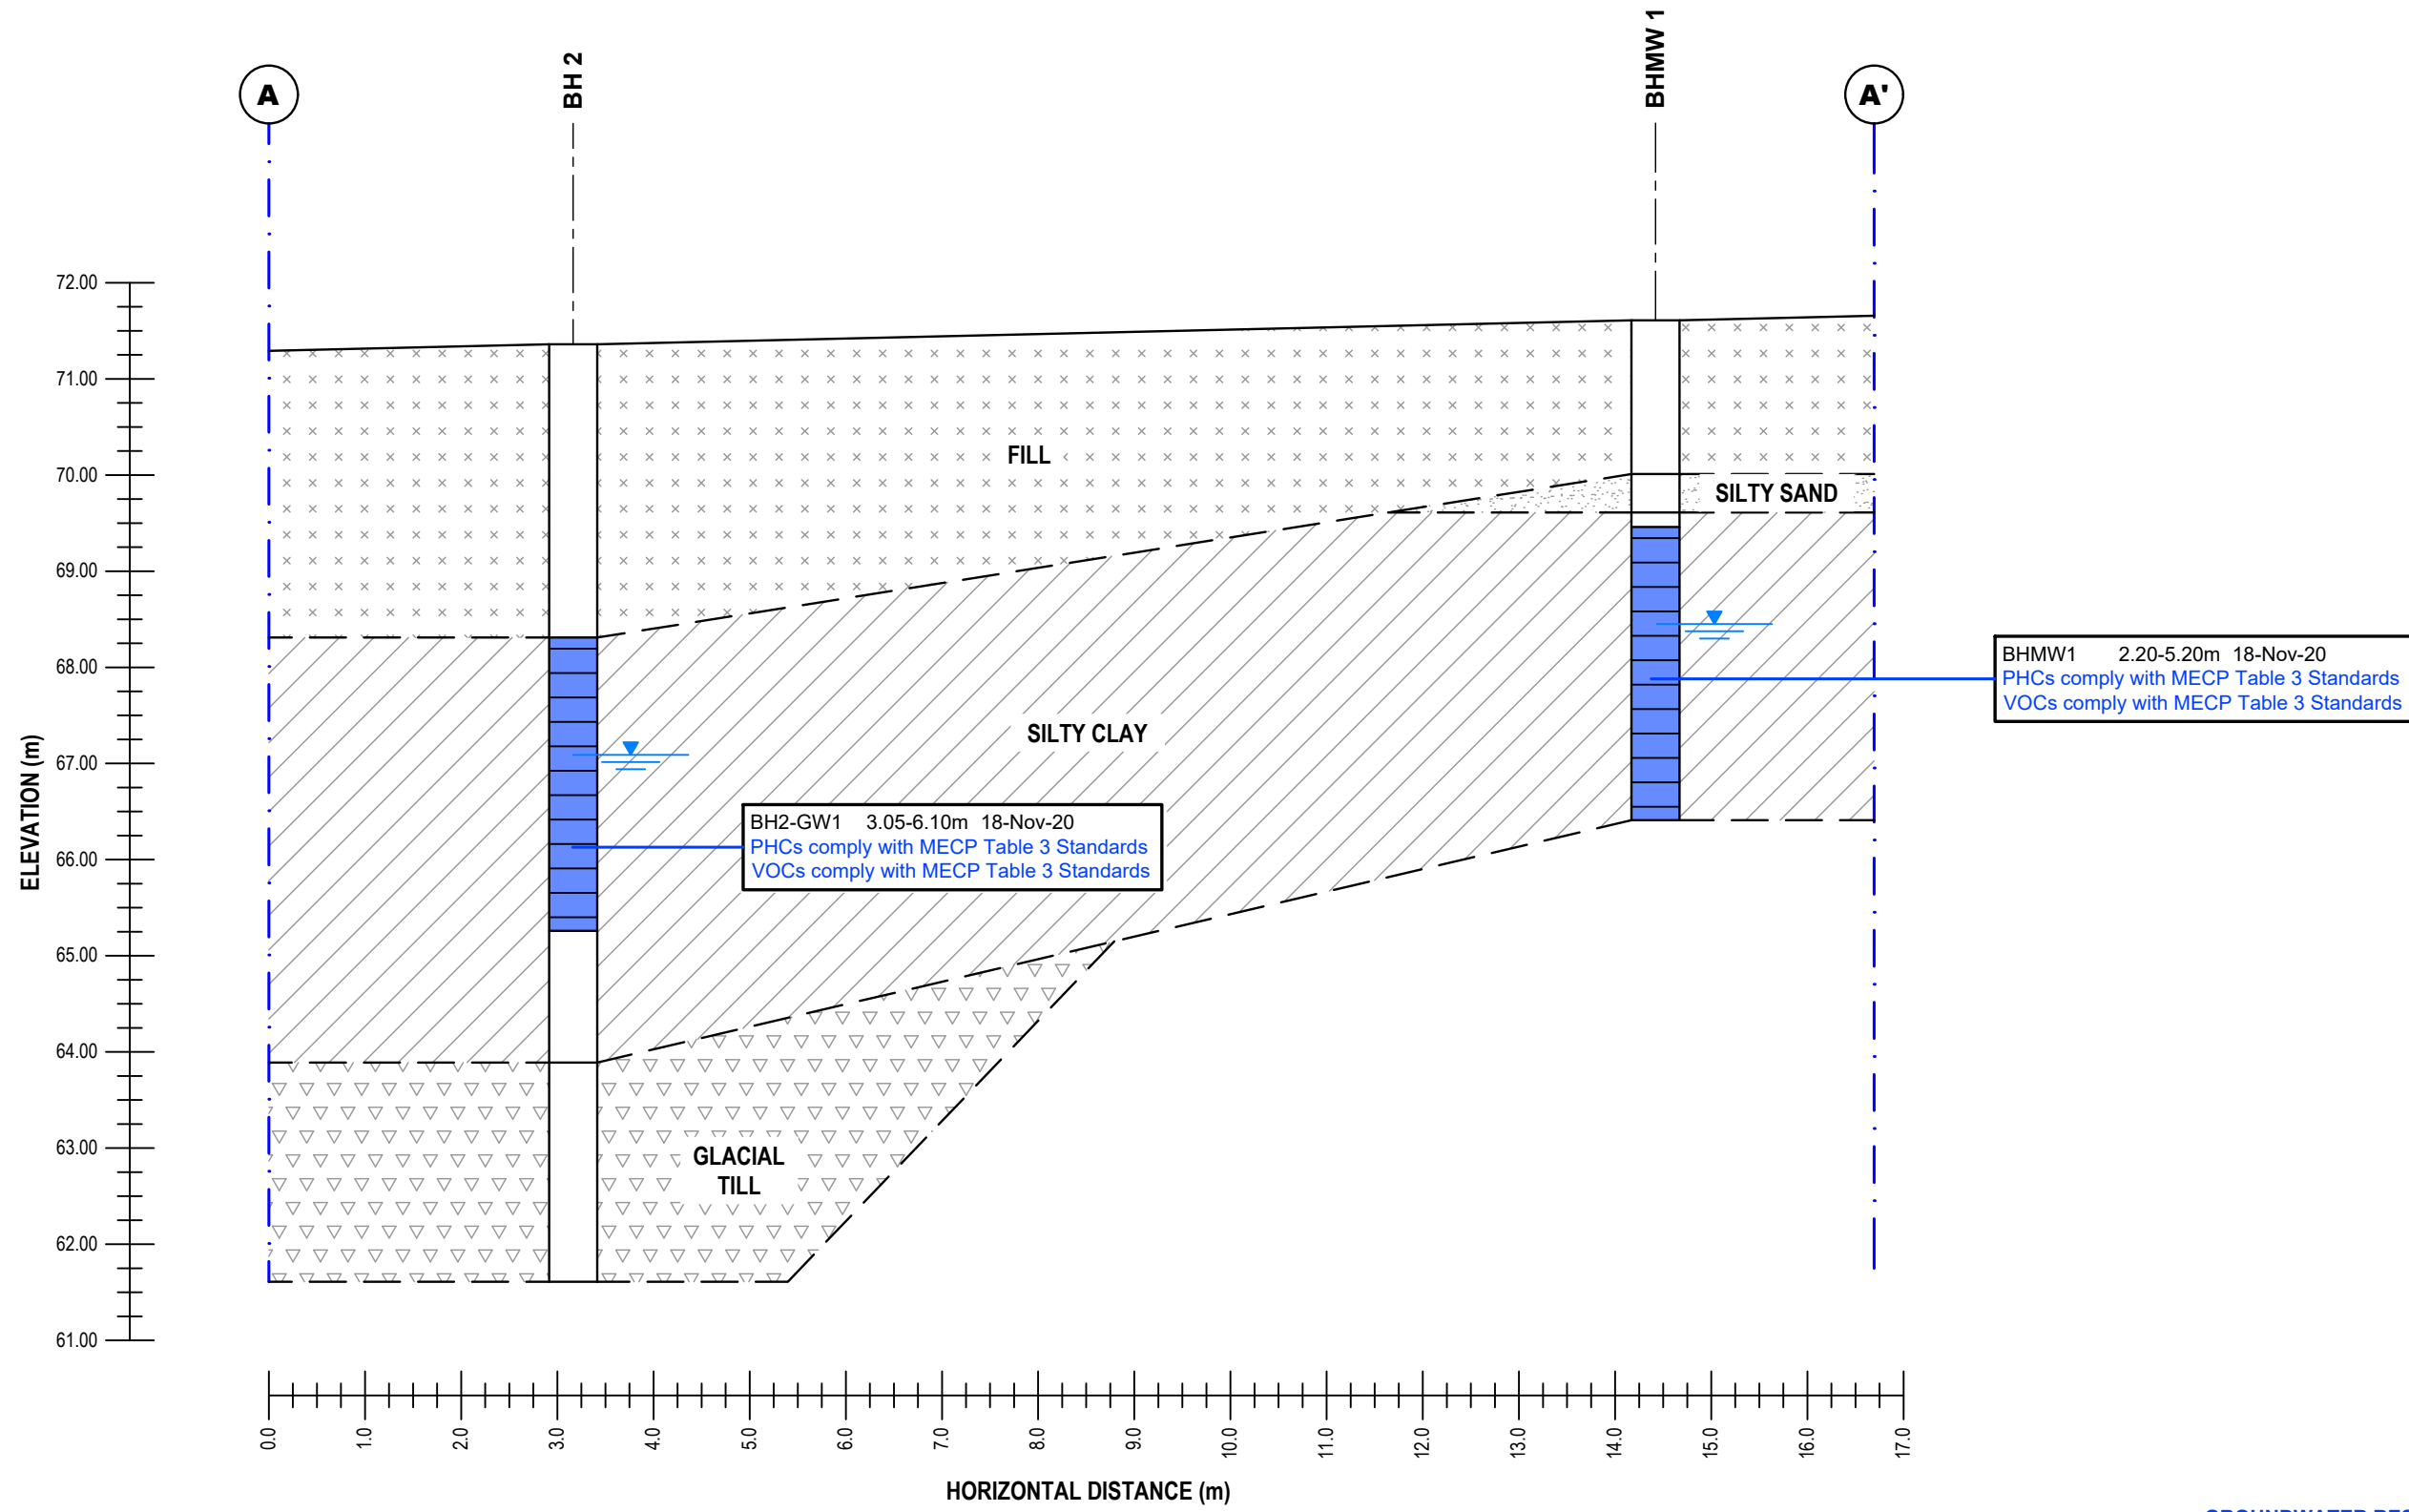 BH 2
BHMW 1
A
A'
72.00
71.00
70.00
69.00
68.00
67.00
66.00
65.00
64.00
63.00
62.00
61.00
ELEVATION (m)
FILL
SILTY SAND
SILTY CLAY
GLACIAL
TILL
BHMW1 2.20-5.20m 18-Nov-20
PHCs comply with MECP Table 3 Standards
VOCs comply with MECP Table 3 Standards
BH2-GW1 3.05-6.10m 18-Nov-20
PHCs comply with MECP Table 3 Standards
VOCs comply with MECP Table 3 Standards
0.0
1.0
2.0
3.0
4.0
5.0
6.0
7.0
8.0
9.0
10.0
11.0
12.0
13.0
14.0
15.0
16.0
17.0
HORIZONTAL DISTANCE (m)